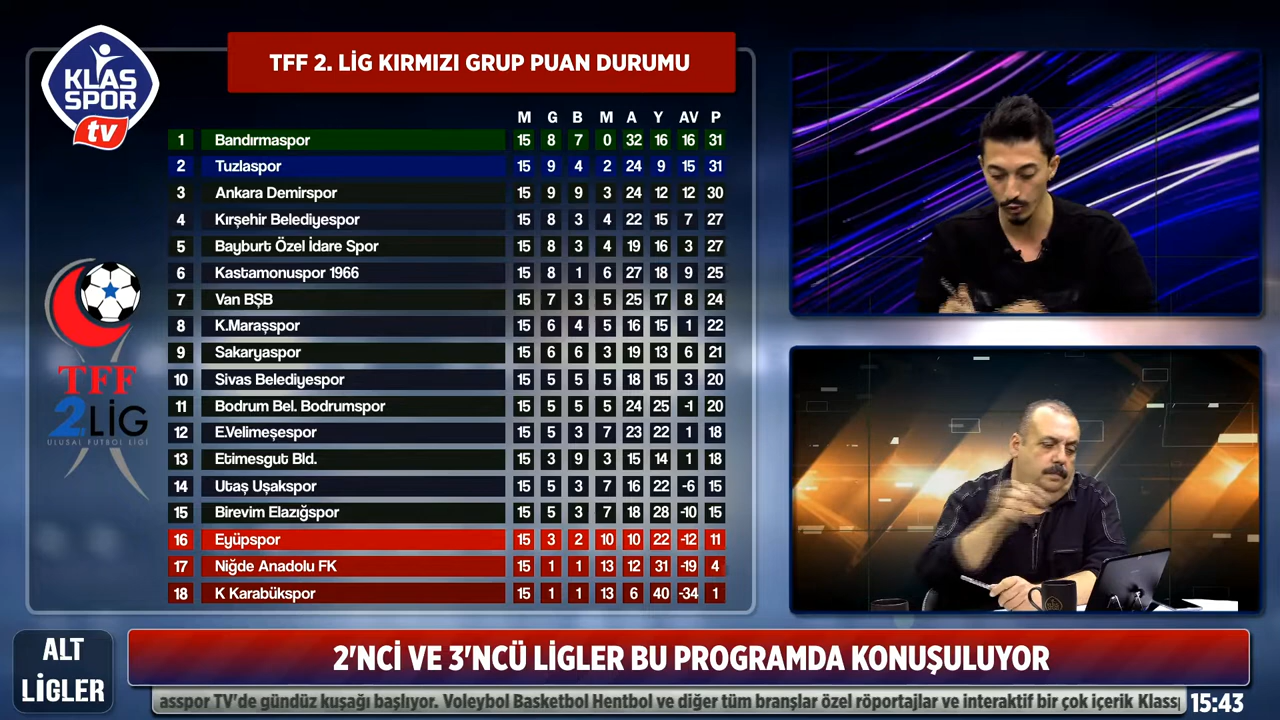 KLAS
SPOR
tv
TFF 2. LİG KIRMIZI GRUP PUAN DURUMU
M G B M A Y AV P
1 Bandırmaspor 15 8 7 0 32 16 16 31
2 Tuzlaspor 15 9 4 2 24 9 15 31
3 Ankara Demirspor 15 9 9 3 24 12 12 30
4 Kırşehir Belediyespor 15 8 3 4 22 15 7 27
5 Bayburt Özel İdare Spor 15 8 3 4 19 16 3 27
6 Kastamonuspor 1966 15 8 1 6 27 18 9 25
7 Van BŞB 15 7 3 5 25 17 8 24
8 K.Maraşspor 15 6 4 5 16 15 1 22
9 Sakaryaspor 15 6 6 3 19 13 6 21
10 Sivas Belediyespor 15 5 5 5 18 15 3 20
11 Bodrum Bel. Bodrumspor 15 5 5 5 24 25 -1 20
12 E.Velimeşespor 15 5 3 7 23 22 1 18
13 Etimesgut Bld. 15 3 9 3 15 14 1 18
14 Utaş Uşakspor 15 5 3 7 16 22 -6 15
15 Birevim Elazığspor 15 5 3 7 18 28 -10 15
16 Eyüpspor 15 3 2 10 10 22 -12 11
17 Niğde Anadolu FK 15 1 1 13 12 31 -19 4
18 K Karabükspor 15 1 1 13 6 40 -34 1
TFF
2.LİG
ULUSAL FUTBOL LİGİ
ALT
LİGLER
2'NCİ VE 3'NCÜ LİGLER BU PROGRAMDA KONUŞULUYOR
asspor TV'de gündüz kuşağı başlıyor. Voleybol Basketbol Hentbol ve diğer tüm branşlar özel röportajlar ve interaktif bir çok içerik Klassp
15:43